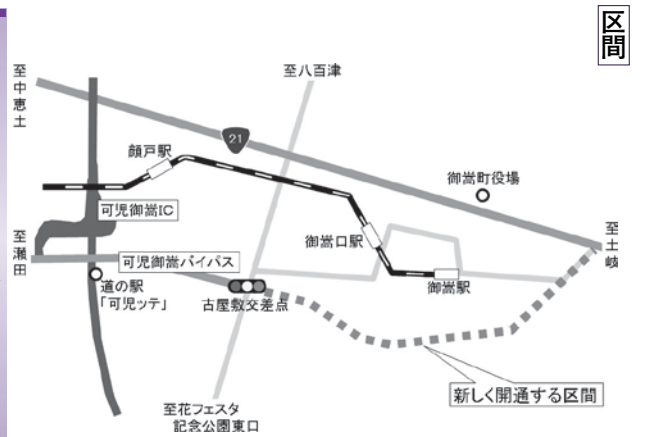 区間
至中恵土
至八百津
21
顔戸駅
御嵩町役場
可児御嵩IC
御嵩口駅
至土岐
至瀬田
可児御嵩バイパス
道の駅
「可児ッテ」
古屋敷交差点
御嵩駅
新しく開通する区間
至花フェスタ
記念公園東口